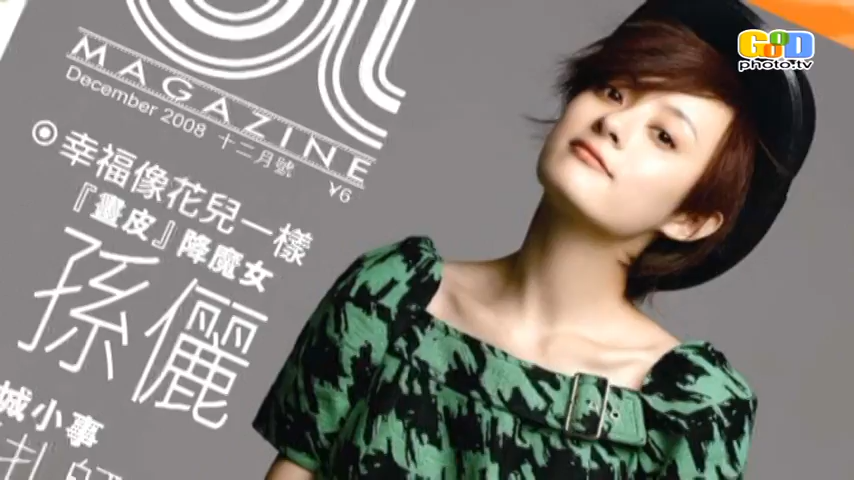 GOOD
photo.tv
MAGAZINE
December 2008 十二月號
¥6
幸福像花兒一樣
『畫皮』降魔女
孫儷
城小事